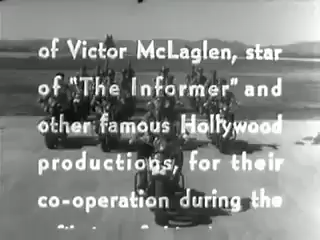 of Victor McLaglen, star
of "The Informer" and
other famous Hollywood
productions, for their
co-operation during the